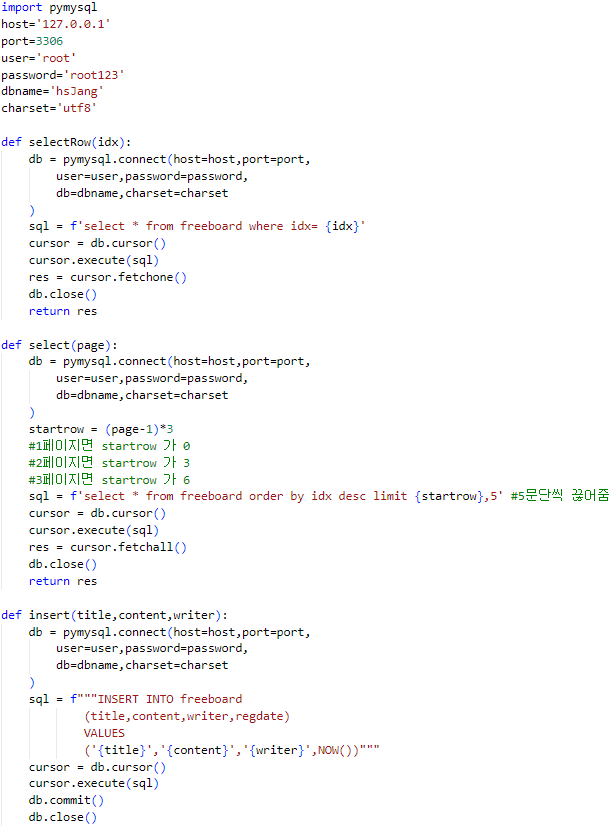 import pymysql
host='127.0.0.1'
port=3306
user='root'
password='root123'
dbname='hsJang'
charset='utf8'

def selectRow(idx):
    db = pymysql.connect(host=host,port=port,
        user=user,password=password,
        db=dbname,charset=charset
    )
    sql = f'select * from freeboard where idx= {idx}'
    cursor = db.cursor()
    cursor.execute(sql)
    res = cursor.fetchone()
    db.close()
    return res

def select(page):
    db = pymysql.connect(host=host,port=port,
        user=user,password=password,
        db=dbname,charset=charset
    )
    startrow = (page-1)*3
    #1페이지면 startrow 가 0
    #2페이지면 startrow 가 3
    #3페이지면 startrow 가 6
    sql = f'select * from freeboard order by idx desc limit {startrow},5' #5문단씩 끊어줌
    cursor = db.cursor()
    cursor.execute(sql)
    res = cursor.fetchall()
    db.close()
    return res

def insert(title,content,writer):
    db = pymysql.connect(host=host,port=port,
        user=user,password=password,
        db=dbname,charset=charset
    )
    sql = f"""INSERT INTO freeboard
            (title,content,writer,regdate)
            VALUES
            ('{title}','{content}','{writer}',NOW())"""
    cursor = db.cursor()
    cursor.execute(sql)
    db.commit()
    db.close()